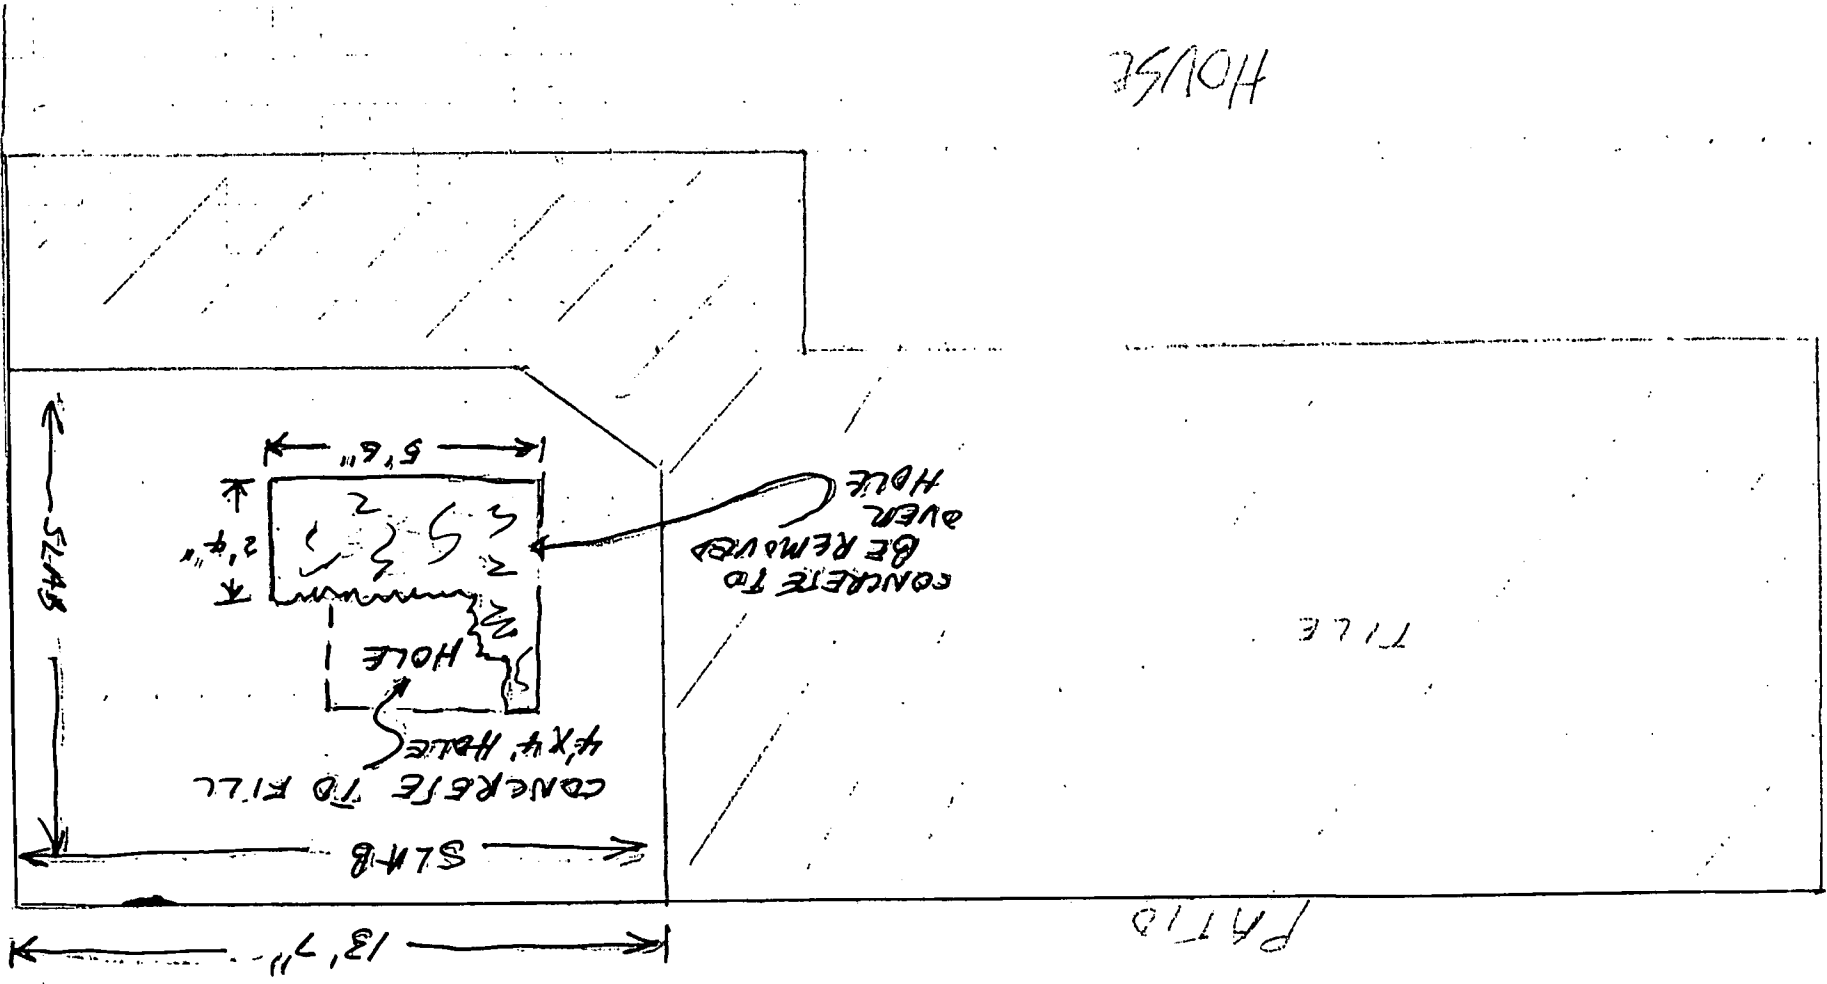 PATIO
13' 7"
SLAB
CONCRETE TO FILL
4'X4' HOLE
TILE
HOLE
CONCRETE TO
BE REMOVED
OVER
HOLE
2'4"
SLAB
5'6"
HOUSE